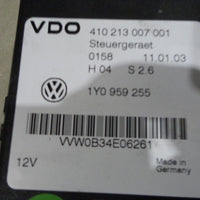 VDO 410 213 007 001
Steuergeraet
0158 11.01.03
H 04 S 2.6
1Y0 959 255
VVW0B34E06261
12V
Made in
Germany